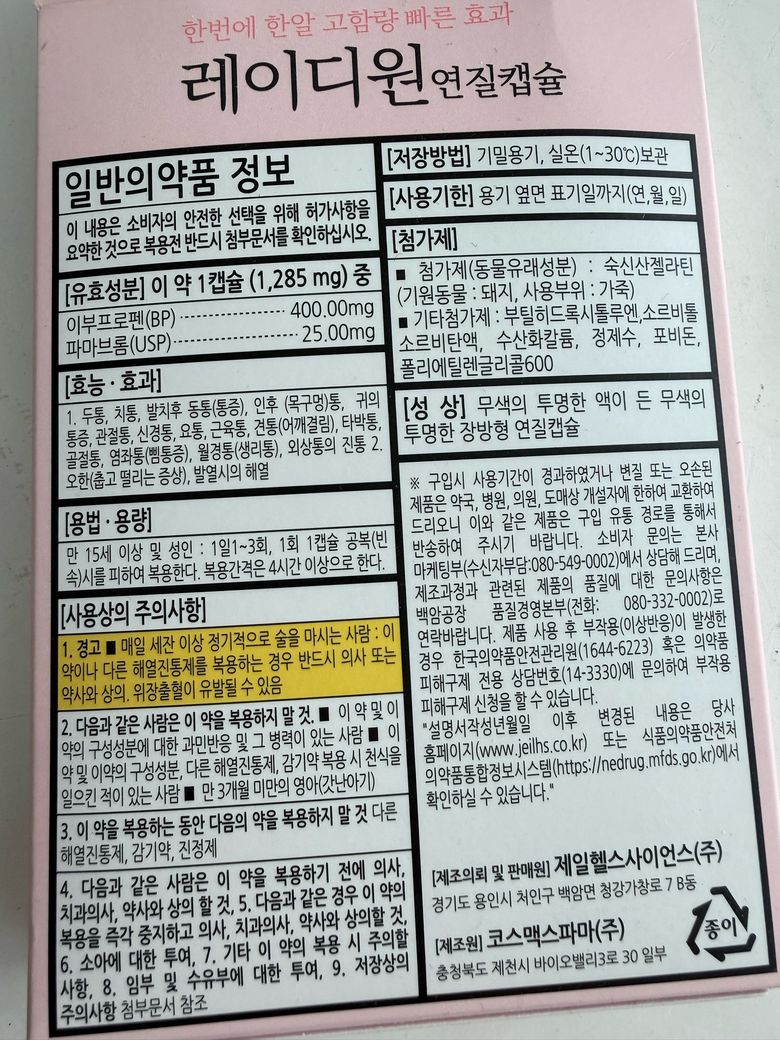 한번에 한알 고함량 빠른 효과
레이디원 연질캡슐
일반의약품 정보
이 내용은 소비자의 안전한 선택을 위해 허가사항을
요약한 것으로 복용전 반드시 첨부문서를 확인하십시오.
[유효성분] 이 약 1캡슐 (1,285 mg) 중
이부프로펜(BP) ··············· 400.00mg
파마브롬(USP) ··············· 25.00mg
[효능·효과]
1. 두통, 치통, 발치후 동통(통증), 인후 (목구멍)통, 귀의
통증, 관절통, 신경통, 요통, 근육통, 견통(어깨결림), 타박통,
골절통, 염좌통(삠통증), 월경통(생리통), 외상통의 진통 2.
오한(춥고 떨리는 증상), 발열시의 해열
[용법·용량]
만 15세 이상 및 성인 : 1일1~3회, 1회 1캡슐 공복(빈
속)시를 피하여 복용한다. 복용간격은 4시간 이상으로 한다.
[사용상의 주의사항]
1. 경고 ■ 매일 세잔 이상 정기적으로 술을 마시는 사람 : 이
약이나 다른 해열진통제를 복용하는 경우 반드시 의사 또는
약사와 상의. 위장출혈이 유발될 수 있음
2. 다음과 같은 사람은 이 약을 복용하지 말 것. ■ 이 약 및 이
약의 구성성분에 대한 과민반응 및 그 병력이 있는 사람 ■ 이
약 및 이약의 구성성분, 다른 해열진통제, 감기약 복용 시 천식을
일으킨 적이 있는 사람 ■ 만 3개월 미만의 영아(갓난아기)
3. 이 약을 복용하는 동안 다음의 약을 복용하지 말 것 다른
해열진통제, 감기약, 진정제
4. 다음과 같은 사람은 이 약을 복용하기 전에 의사,
치과의사, 약사와 상의 할 것, 5. 다음과 같은 경우 이 약의
복용을 즉각 중지하고 의사, 치과의사, 약사와 상의할 것,
6. 소아에 대한 투여, 7. 기타 이 약의 복용 시 주의할
사항, 8. 임부 및 수유부에 대한 투여, 9. 저장상의
주의사항 첨부문서 참조
[저장방법] 기밀용기, 실온(1~30℃)보관
[사용기한] 용기 옆면 표기일까지(연,월,일)
[첨가제]
■ 첨가제(동물유래성분) : 숙신산젤라틴
(기원동물 : 돼지, 사용부위 : 가죽)
■ 기타첨가제 : 부틸히드록시톨루엔,소르비톨
소르비탄액, 수산화칼륨, 정제수, 포비돈,
폴리에틸렌글리콜600
[성 상] 무색의 투명한 액이 든 무색의
투명한 장방형 연질캡슐
※ 구입시 사용기간이 경과하였거나 변질 또는 오손된
제품은 약국, 병원, 의원, 도매상 개설자에 한하여 교환하여
드리오니 이와 같은 제품은 구입 유통 경로를 통해서
반송하여 주시기 바랍니다. 소비자 문의는 본사
마케팅부(수신자부담:080-549-0002)에서 상담해 드리며,
제조과정과 관련된 제품의 품질에 대한 문의사항은
백암공장 품질경영본부(전화: 080-332-0002)로
연락바랍니다. 제품 사용 후 부작용(이상반응)이 발생한
경우 한국의약품안전관리원(1644-6223) 혹은 의약품
피해구제 전용 상담번호(14-3330)에 문의하여 부작용
피해구제 신청을 할 수 있습니다.
"설명서작성년월일 이후 변경된 내용은 당사
홈페이지(www.jeilhs.co.kr) 또는 식품의약품안전처
의약품통합정보시스템(https://nedrug.mfds.go.kr)에서
확인하실 수 있습니다."
[제조의뢰 및 판매원] 제일헬스사이언스(주)
경기도 용인시 처인구 백암면 청강가창로 7 B동
[제조원] 코스맥스파마(주)
충청북도 제천시 바이오밸리3로 30 일부
종이